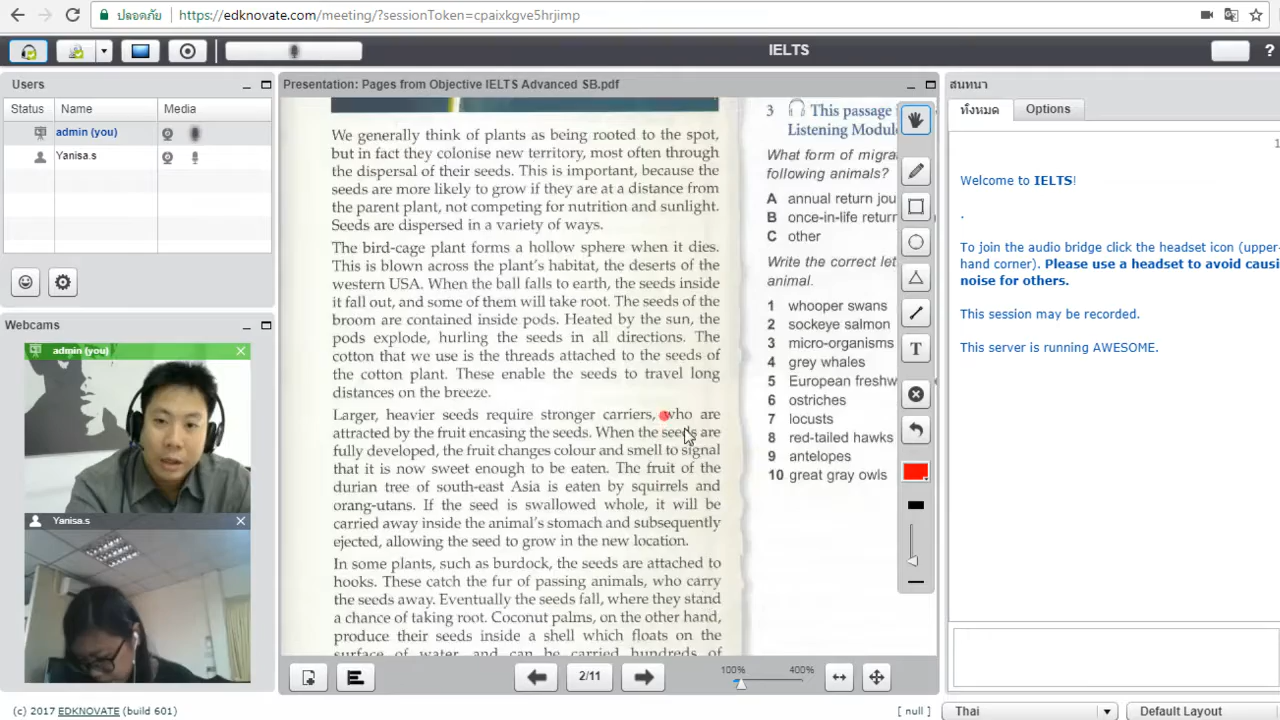 ปลอดภัย
https://edknovate.com/meeting/?sessionToken=cpaixkgve5hrjimp
IELTS
?
Users
Status Name Media
admin (you)
Yanisa.s
Webcams
admin (you)
Yanisa.s
Presentation: Pages from Objective IELTS Advanced SB.pdf
We generally think of plants as being rooted to the spot,
but in fact they colonise new territory, most often through
the dispersal of their seeds. This is important, because the
seeds are more likely to grow if they are at a distance from
the parent plant, not competing for nutrition and sunlight.
Seeds are dispersed in a variety of ways.
The bird-cage plant forms a hollow sphere when it dies.
This is blown across the plant's habitat, the deserts of the
western USA. When the ball falls to earth, the seeds inside
it fall out, and some of them will take root. The seeds of the
broom are contained inside pods. Heated by the sun, the
pods explode, hurling the seeds in all directions. The
cotton that we use is the threads attached to the seeds of
the cotton plant. These enable the seeds to travel long
distances on the breeze.
Larger, heavier seeds require stronger carriers, who are
attracted by the fruit encasing the seeds. When the seeds are
fully developed, the fruit changes colour and smell to signal
that it is now sweet enough to be eaten. The fruit of the
durian tree of south-east Asia is eaten by squirrels and
orang-utans. If the seed is swallowed whole, it will be
carried away inside the animal's stomach and subsequently
ejected, allowing the seed to grow in the new location.
In some plants, such as burdock, the seeds are attached to
hooks. These catch the fur of passing animals, who carry
the seeds away. Eventually the seeds fall, where they stand
a chance of taking root. Coconut palms, on the other hand,
produce their seeds inside a shell which floats on the
surface of water, and can be carried hundreds of
3 This passage
Listening Modul
What form of migra
following animals?
A annual return jou
B once-in-life return
C other
Write the correct let
animal.
1 whooper swans
2 sockeye salmon
3 micro-organisms
4 grey whales
5 European freshw
6 ostriches
7 locusts
8 red-tailed hawks
9 antelopes
10 great gray owls
T
2/11
100%
400%
สนทนา
ทั้งหมด Options
1
Welcome to IELTS!
.
To join the audio bridge click the headset icon (upper-
hand corner). Please use a headset to avoid causi
noise for others.
This session may be recorded.
This server is running AWESOME.
(c) 2017 EDKNOVATE (build 601)
[ null ]
Thai
Default Layout